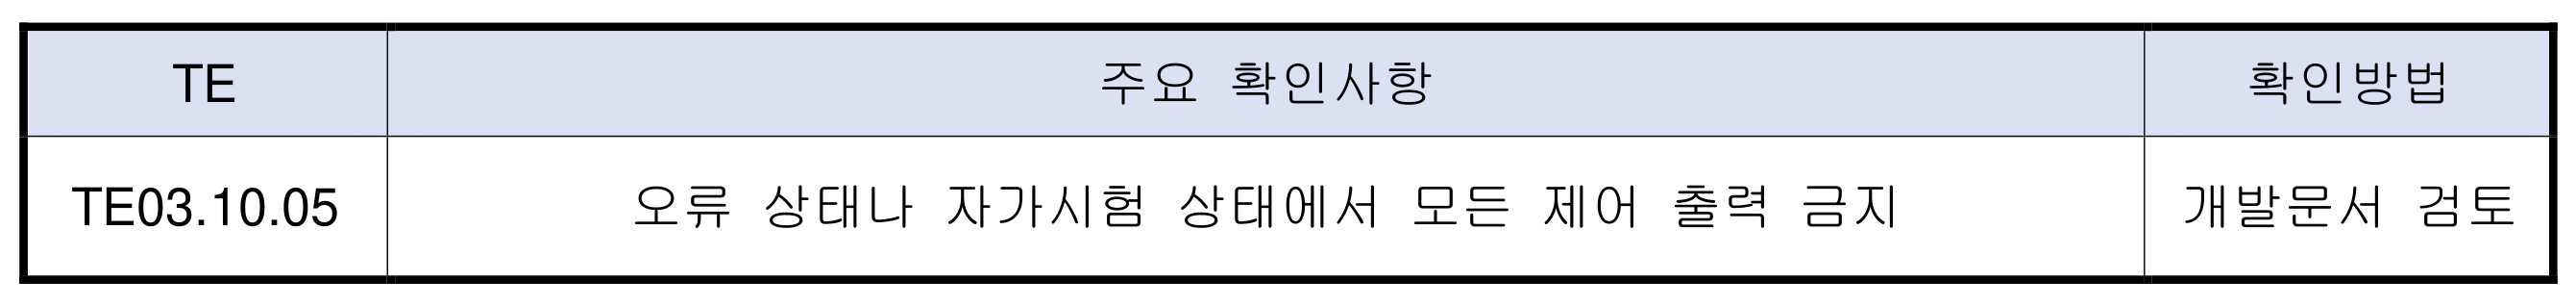 TE 주요 확인사항 확인방법
TE03.10.05 오류 상태나 자가시험 상태에서 모든 제어 출력 금지 개발문서 검토